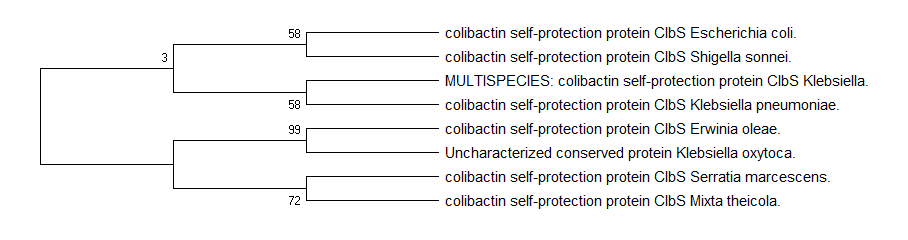 58
colibactin self-protection protein ClbS Escherichia coli.
3
colibactin self-protection protein ClbS Shigella sonnei.
MULTISPECIES: colibactin self-protection protein ClbS Klebsiella.
58
colibactin self-protection protein ClbS Klebsiella pneumoniae.
99
colibactin self-protection protein ClbS Erwinia oleae.
Uncharacterized conserved protein Klebsiella oxytoca.
colibactin self-protection protein ClbS Serratia marcescens.
72
colibactin self-protection protein ClbS Mixta theicola.